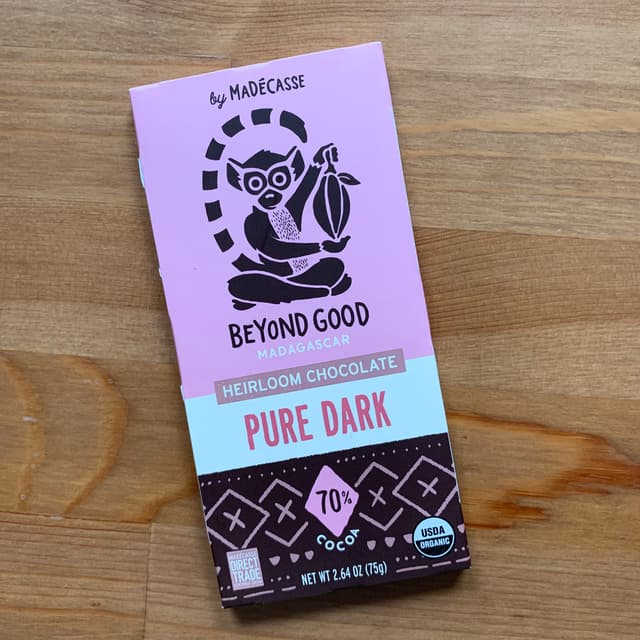 by MADÉCASSE
BEYOND GOOD
MADAGASCAR
HEIRLOOM CHOCOLATE
PURE DARK
70%
COCOA
MADÉCASSE
DIRECT
TRADE
USDA
ORGANIC
NET WT 2.64 OZ (75g)